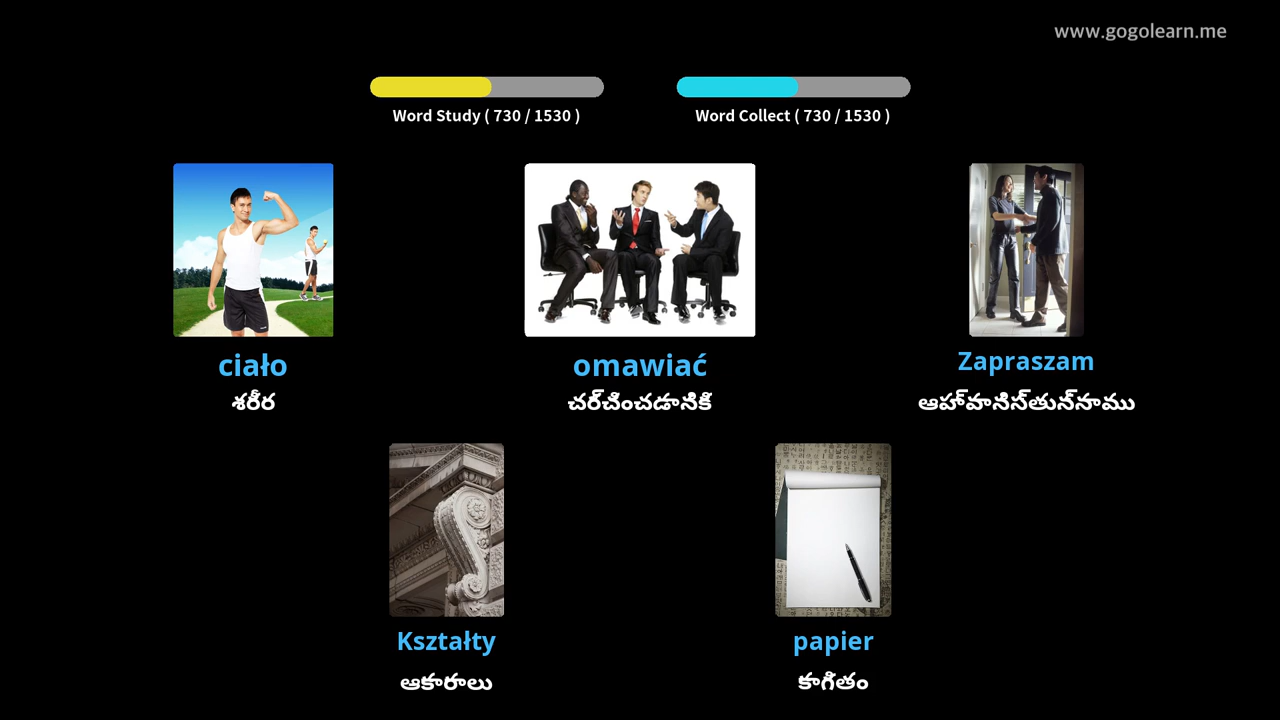 www.gogolearn.me
Word Study ( 730 / 1530 )
Word Collect ( 730 / 1530 )
ciało
శరీర
omawiać
చర్చించడానికి
Zapraszam
ఆహ్వానిస్తున్నాము
Kształty
ఆకారాలు
papier
కాగితం